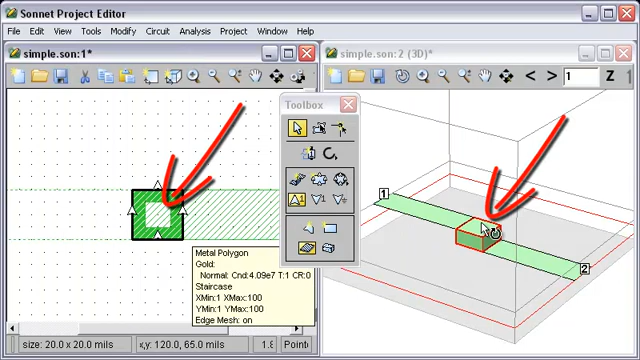 Sonnet Project Editor
File Edit View Tools Modify Circuit Analysis Project Window Help
simple.son:1*
simple.son:2 (3D)*
1 Z
Toolbox
1
2
Metal Polygon
Gold:
Normal: Cnd:4.09e7 T:1 CR:0
Staircase
XMin:1 XMax:100
YMin:1 YMax:100
Edge Mesh: on
size: 20.0 x 20.0 mils x,y: 120.0, 65.0 mils 1.8 Point